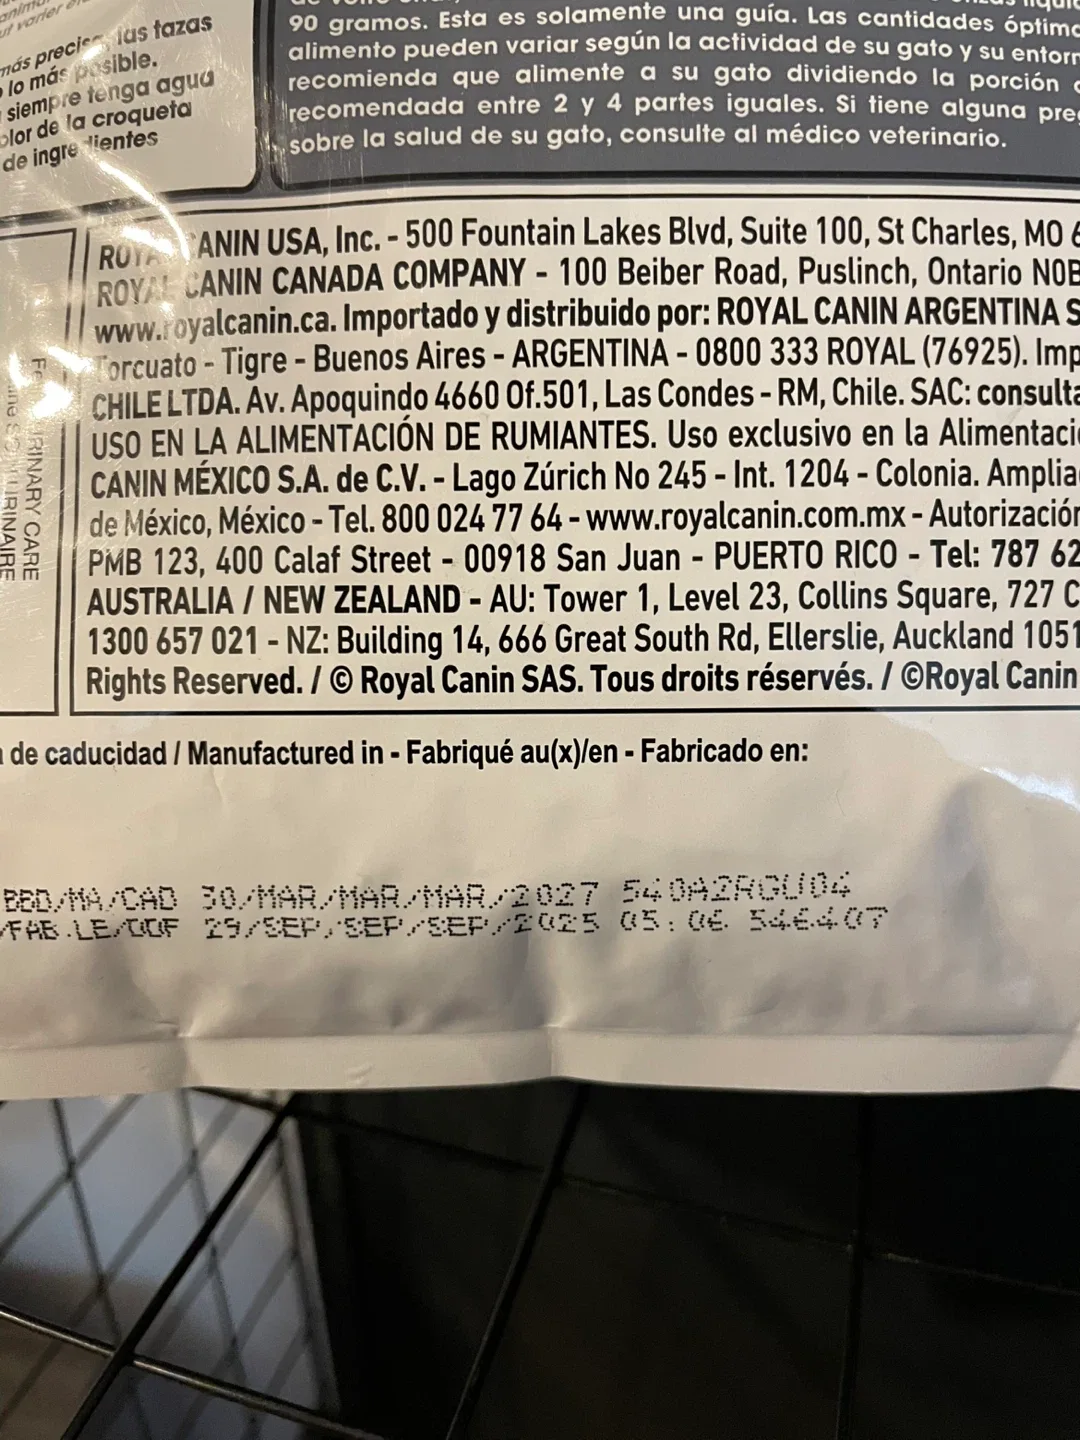 más precisa, las tazas
lo más posible.
siempre tenga agua
color de la croqueta
de ingredientes
90 gramos. Esta es solamente una guía. Las cantidades óptima
alimento pueden variar según la actividad de su gato y su entorn
recomienda que alimente a su gato dividiendo la porción
recomendada entre 2 y 4 partes iguales. Si tiene alguna preg
sobre la salud de su gato, consulte al médico veterinario.
ROYAL CANIN USA, Inc. - 500 Fountain Lakes Blvd, Suite 100, St Charles, MO 6
ROYAL CANIN CANADA COMPANY - 100 Beiber Road, Puslinch, Ontario N0B
www.royalcanin.ca. Importado y distribuido por: ROYAL CANIN ARGENTINA S
Torcuato - Tigre - Buenos Aires - ARGENTINA - 0800 333 ROYAL (76925). Imp
CHILE LTDA. Av. Apoquindo 4660 Of.501, Las Condes - RM, Chile. SAC: consulta
USO EN LA ALIMENTACIÓN DE RUMIANTES. Uso exclusivo en la Alimentació
CANIN MÉXICO S.A. de C.V. - Lago Zúrich No 245 - Int. 1204 - Colonia. Amplia
de México, México - Tel. 800 024 77 64 - www.royalcanin.com.mx - Autorización
PMB 123, 400 Calaf Street - 00918 San Juan - PUERTO RICO - Tel: 787 62
AUSTRALIA / NEW ZEALAND - AU: Tower 1, Level 23, Collins Square, 727 C
1300 657 021 - NZ: Building 14, 666 Great South Rd, Ellerslie, Auckland 1051
Rights Reserved. / © Royal Canin SAS. Tous droits réservés. / ©Royal Canin
URINARY CARE
URINAIRE
de caducidad / Manufactured in - Fabriqué au(x)/en - Fabricado en:
BBD/MA/CAD 30/MAR/MAR/MAR/2027 540A2RGU04
/FAB.LE/DOF 29/SEP/SEP/SEP/2025 05:06 546407